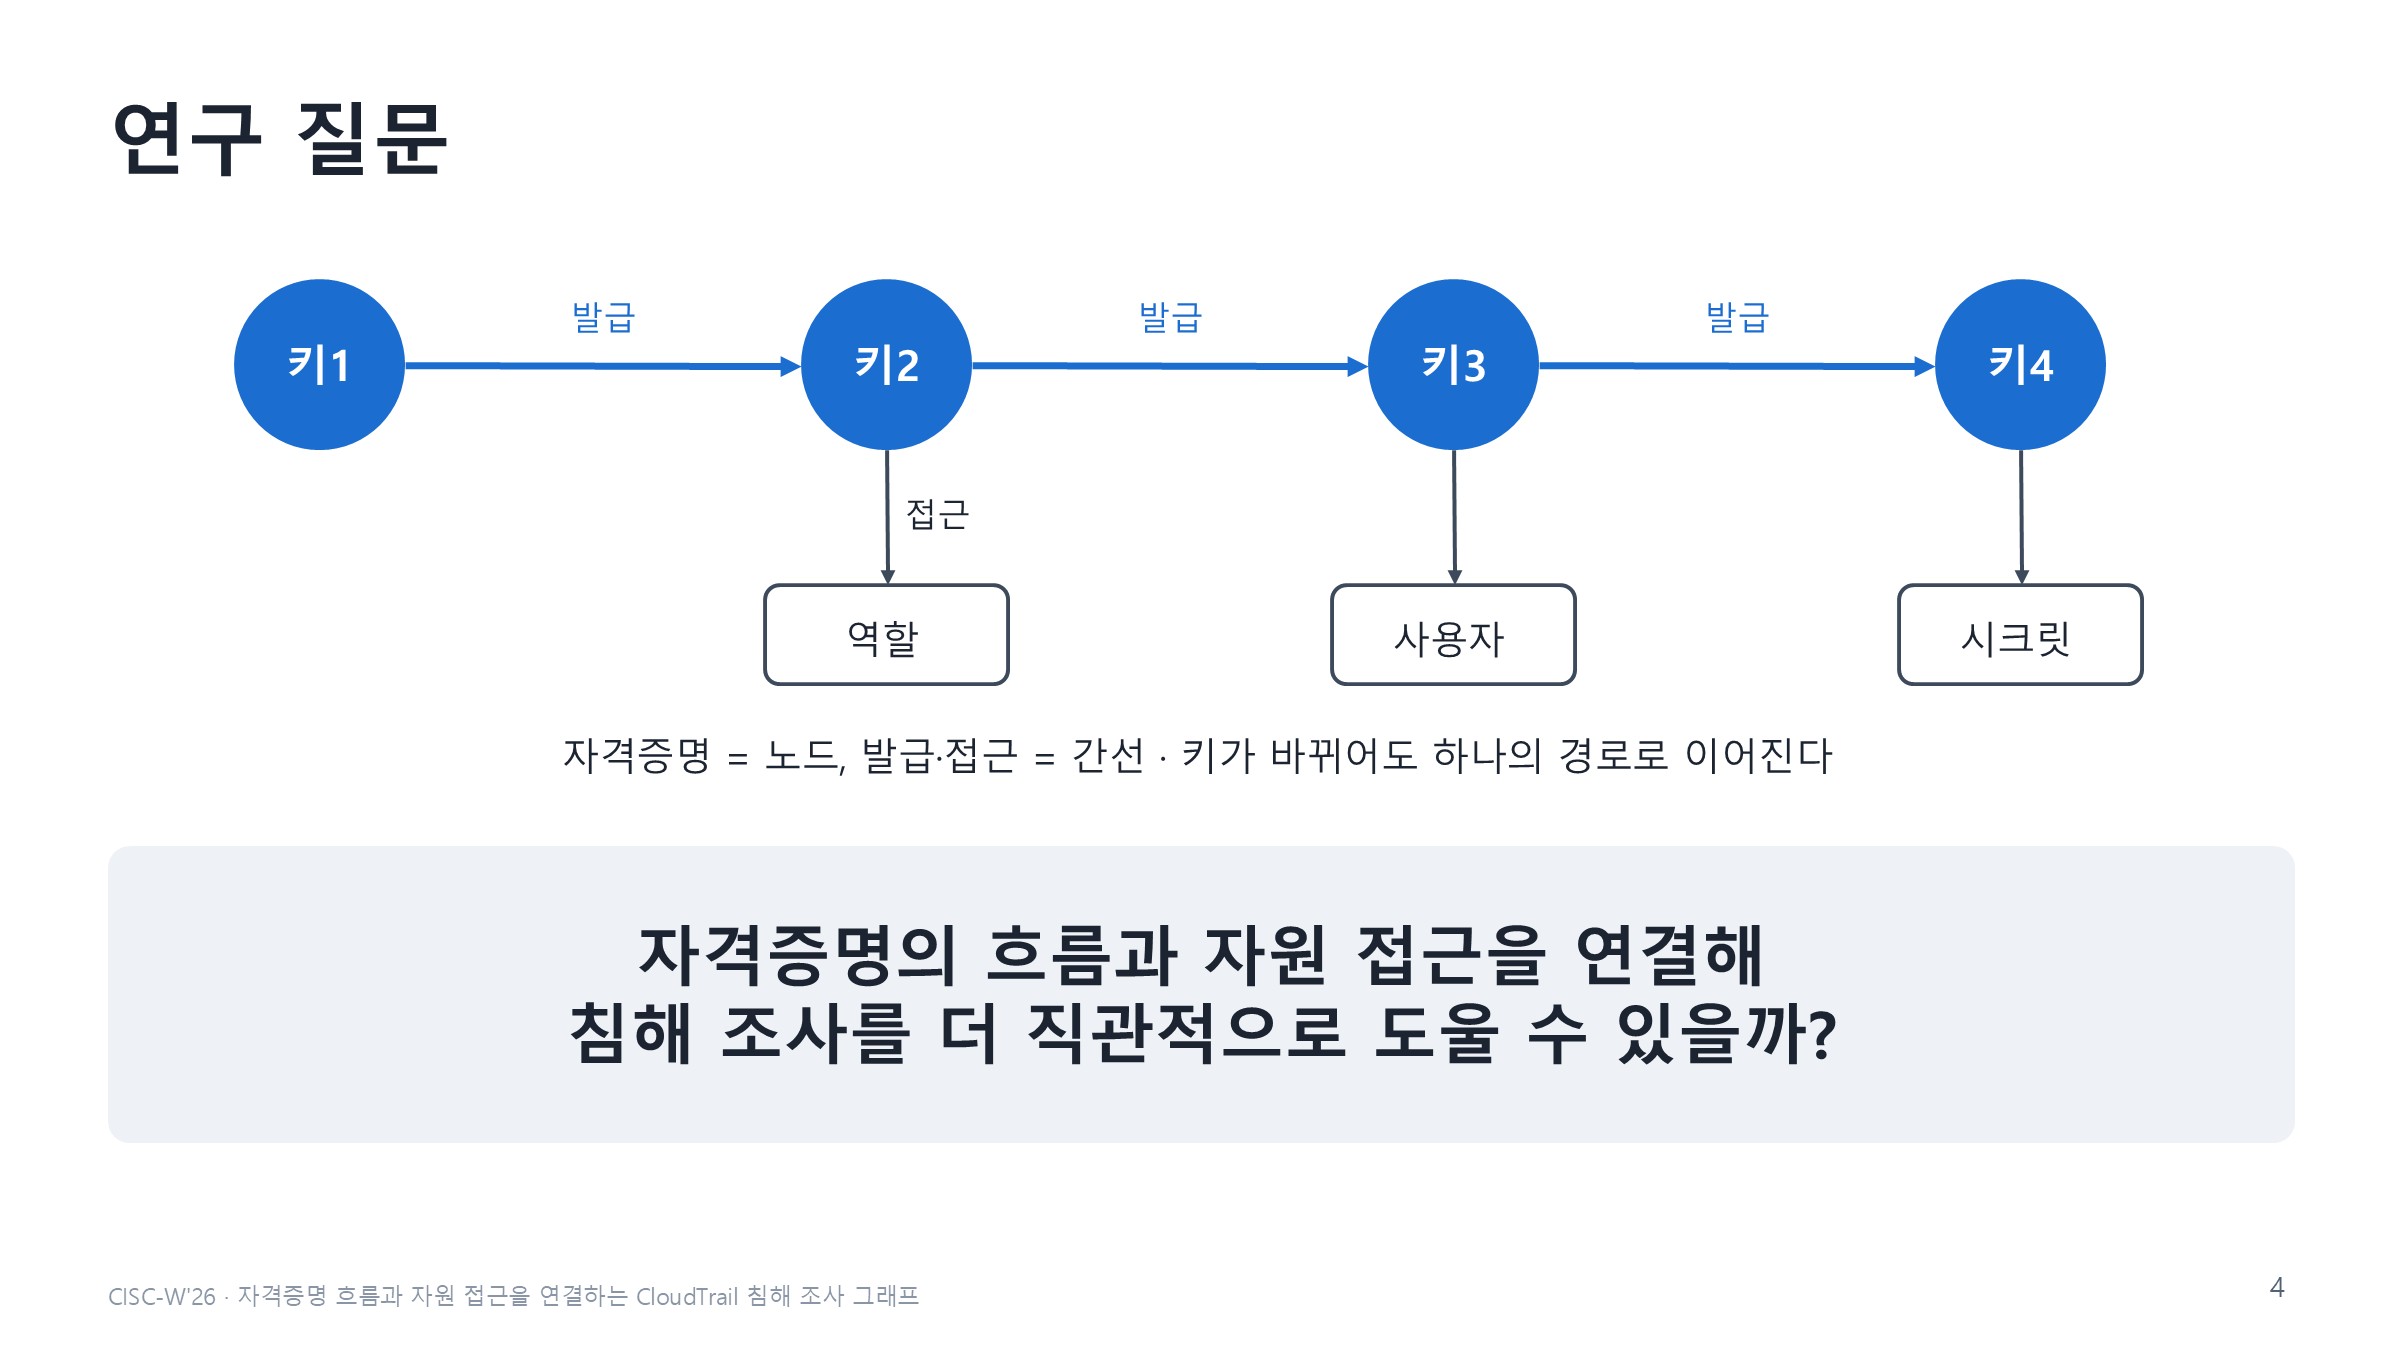 연구 질문
발급
발급
발급
키1
키2
키3
키4
접근
역할
사용자
시크릿
자격증명 = 노드, 발급·접근 = 간선 · 키가 바뀌어도 하나의 경로로 이어진다
자격증명의 흐름과 자원 접근을 연결해
침해 조사를 더 직관적으로 도울 수 있을까?
CISC-W'26 · 자격증명 흐름과 자원 접근을 연결하는 CloudTrail 침해 조사 그래프
4